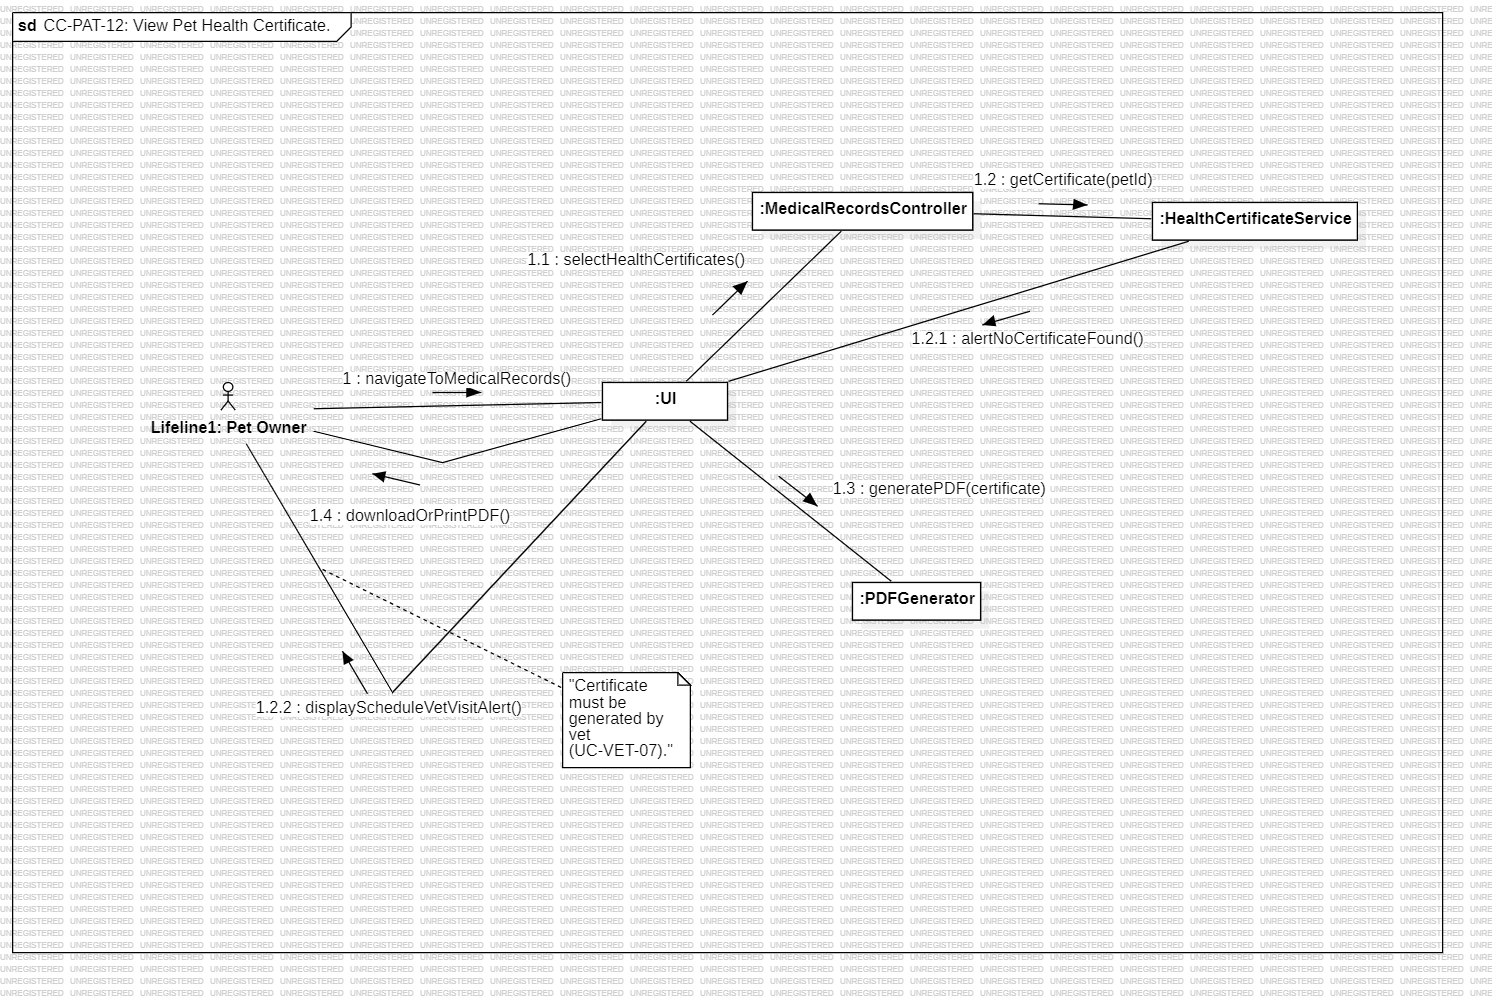 sd CC-PAT-12: View Pet Health Certificate.
1.2 : getCertificate(petId)
:MedicalRecordsController
:HealthCertificateService
1.1 : selectHealthCertificates()
1.2.1 : alertNoCertificateFound()
1 : navigateToMedicalRecords()
:UI
Lifeline1: Pet Owner
1.3 : generatePDF(certificate)
1.4 : downloadOrPrintPDF()
:PDFGenerator
"Certificate
must be
generated by
vet
(UC-VET-07)."
1.2.2 : displayScheduleVetVisitAlert()
UNREGISTERED